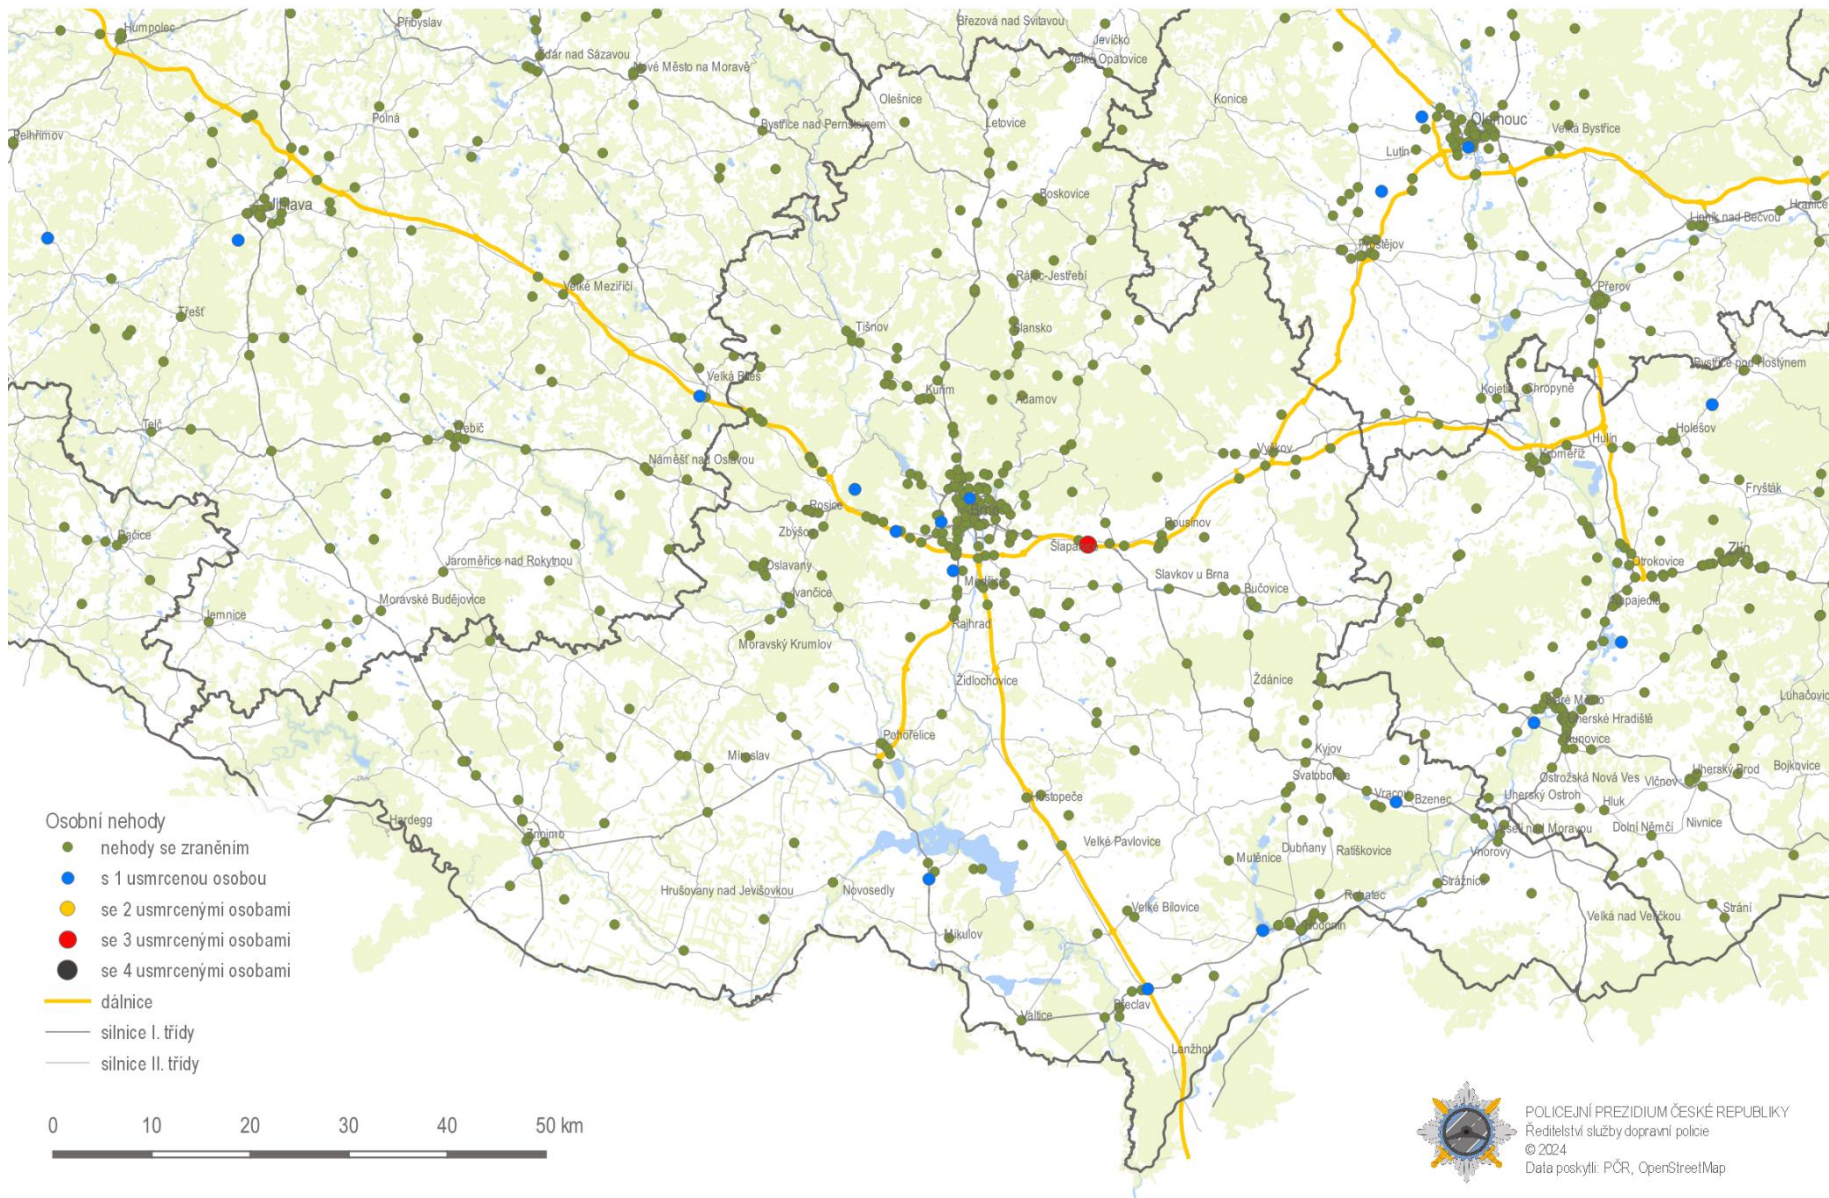 Humpolec
Přibyslav
Březová nad Svitavou
Jevíčko
Žďár nad Sázavou
Nové Město na Moravě
Velké Opatovice
Olešnice
Konice
Polná
Letovice
Olomouc
Pelhřimov
Bystřice nad Pernštejnem
Velká Bystřice
Lutín
Boskovice
Jihlava
Hranice
Lipník nad Bečvou
Prostějov
Rájec-Jestřebí
Velké Meziříčí
Přerov
Třešť
Tišnov
Blansko
Bystřice pod Hostýnem
Velká Bíteš
Kuřim
Adamov
Kojetín
Chropyně
Telč
Třebíč
Holešov
Hulín
Vyškov
Kroměříž
Náměšť nad Oslavou
Fryšták
Rosice
Brno
Rousínov
Zbýšov
Dačice
Šlapanice
Zlín
Otrokovice
Jaroměřice nad Rokytnou
Oslavany
Slavkov u Brna
Modřice
Ivančice
Bučovice
Moravské Budějovice
Napajedla
Jemnice
Rajhrad
Moravský Krumlov
Židlochovice
Ždánice
Luhačovice
Staré Město
Uherské Hradiště
Pohořelice
Kunovice
Miroslav
Kyjov
Bojkovice
Svatobořice
Ostrožská Nová Ves
Uherský Brod
Vlčnov
Hustopeče
Vracov
Bzenec
Uherský Ostroh
Hluk
Osobní nehody
Hardegg
nehody se zraněním
Znojmo
Nivnice
Veselí nad Moravou
Dolní Němčí
Velké Pavlovice
Dubňany
Ratíškovice
Vnorovy
Mutěnice
s 1 usmrcenou osobou
Hrušovany nad Jevišovkou
Novosedly
Strážnice
Rohatec
se 2 usmrcenými osobami
Velké Bílovice
Strání
Velká nad Veličkou
Hodonín
Mikulov
se 3 usmrcenými osobami
se 4 usmrcenými osobami
dálnice
Břeclav
Valtice
silnice I. třídy
Lanžhot
silnice II. třídy
0 10 20 30 40 50 km
POLICEJNÍ PREZIDIUM ČESKÉ REPUBLIKY
Ředitelství služby dopravní policie
© 2024
Data poskytli: PČR, OpenStreetMap